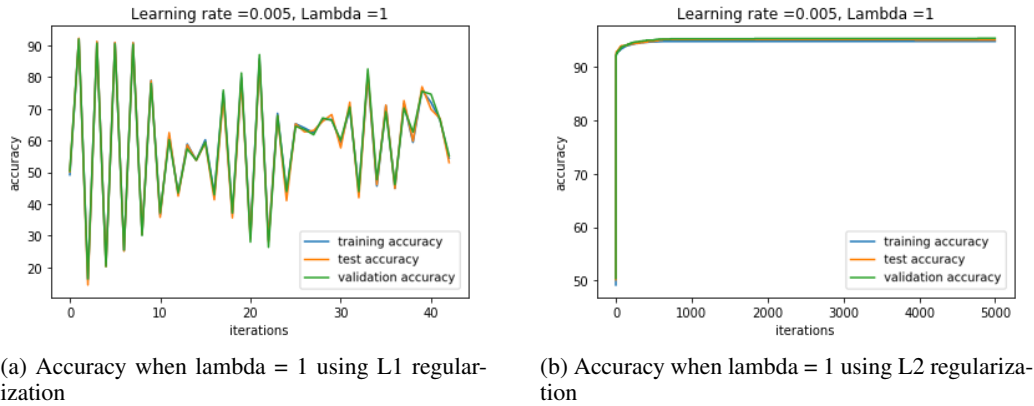 Learning rate =0.005, Lambda =1
90
80
70
60
50
40
30
20
accuracy
training accuracy
test accuracy
validation accuracy
0 10 20 30 40
iterations
(a) Accuracy when lambda = 1 using L1 regular-
ization
Learning rate =0.005, Lambda =1
90
80
70
60
50
accuracy
training accuracy
test accuracy
validation accuracy
0 1000 2000 3000 4000 5000
iterations
(b) Accuracy when lambda = 1 using L2 regulariza-
tion